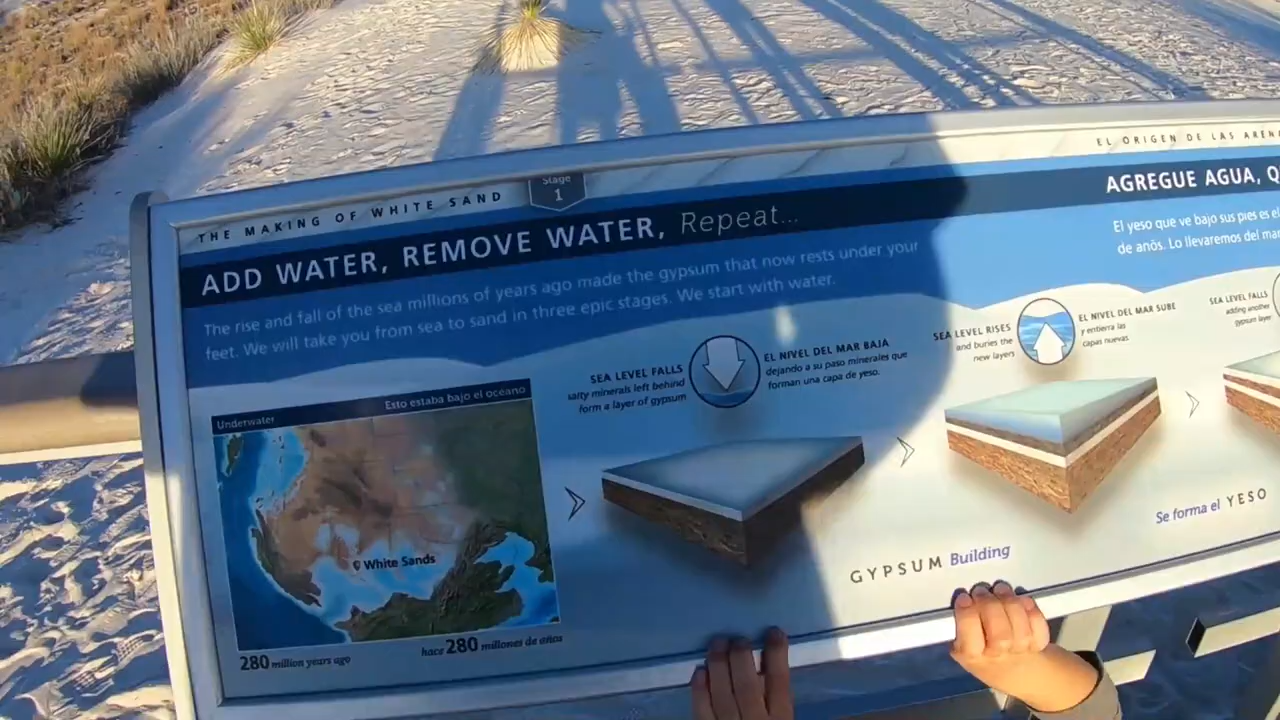 THE MAKING OF WHITE SAND
Stage
1
EL ORIGEN DE LAS
ADD WATER, REMOVE WATER, Repeat...
AGREGUE AGUA,
The rise and fall of the sea millions of years ago made the gypsum that now rests under your
feet. We will take you from sea to sand in three epic stages. We start with water.
El yeso que ve bajo sus pies es el
de anõs. Lo llevaremos del mar
Underwater
Esto estaba bajo el océano
White Sands
280 million years ago
hace 280 millones de años
SEA LEVEL FALLS
salty minerals left behind
form a layer of gypsum
EL NIVEL DEL MAR BAJA
dejando a su paso minerales que
forman una capa de yeso.
SEA LEVEL RISES
and buries the
new layers
EL NIVEL DEL MAR SUBE
y entierra las
capas nuevas.
SEA LEVEL FALLS
adding another
gypsum layer
GYPSUM Building
Se forma el YESO